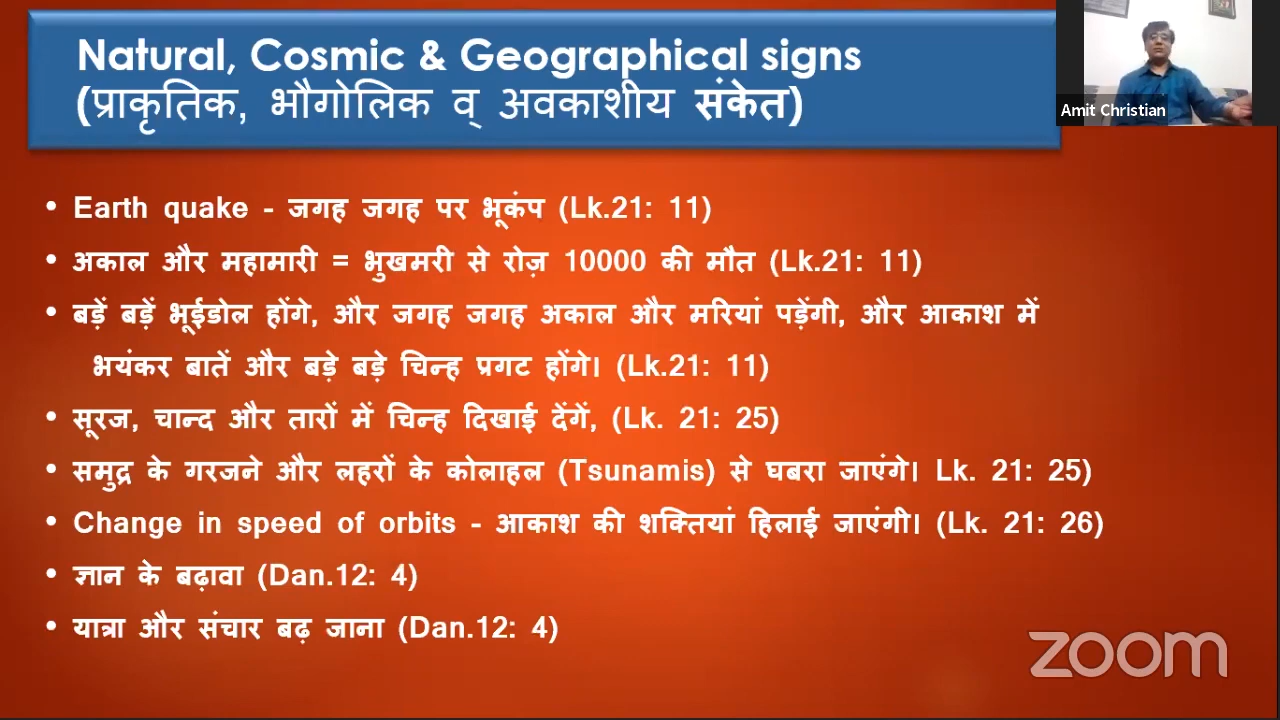 Natural, Cosmic & Geographical signs
(प्राकृतिक, भौगोलिक व् अवकाशीय संकेत)
Amit Christian
• Earth quake - जगह जगह पर भूकंप (Lk.21: 11)
• अकाल और महामारी = भुखमरी से रोज़ 10000 की मौत (Lk.21: 11)
• बड़ें बड़ें भूईडोल होंगे, और जगह जगह अकाल और मरियां पड़ेंगी, और आकाश में
भयंकर बातें और बड़े बड़े चिन्ह प्रगट होंगे। (Lk.21: 11)
• सूरज, चान्द और तारों में चिन्ह दिखाई देंगें, (Lk. 21: 25)
• समुद्र के गरजने और लहरों के कोलाहल (Tsunamis) से घबरा जाएंगे। Lk. 21: 25)
• Change in speed of orbits - आकाश की शक्तियां हिलाई जाएंगी। (Lk. 21: 26)
• ज्ञान के बढ़ावा (Dan.12: 4)
• यात्रा और संचार बढ़ जाना (Dan.12: 4)
zoom